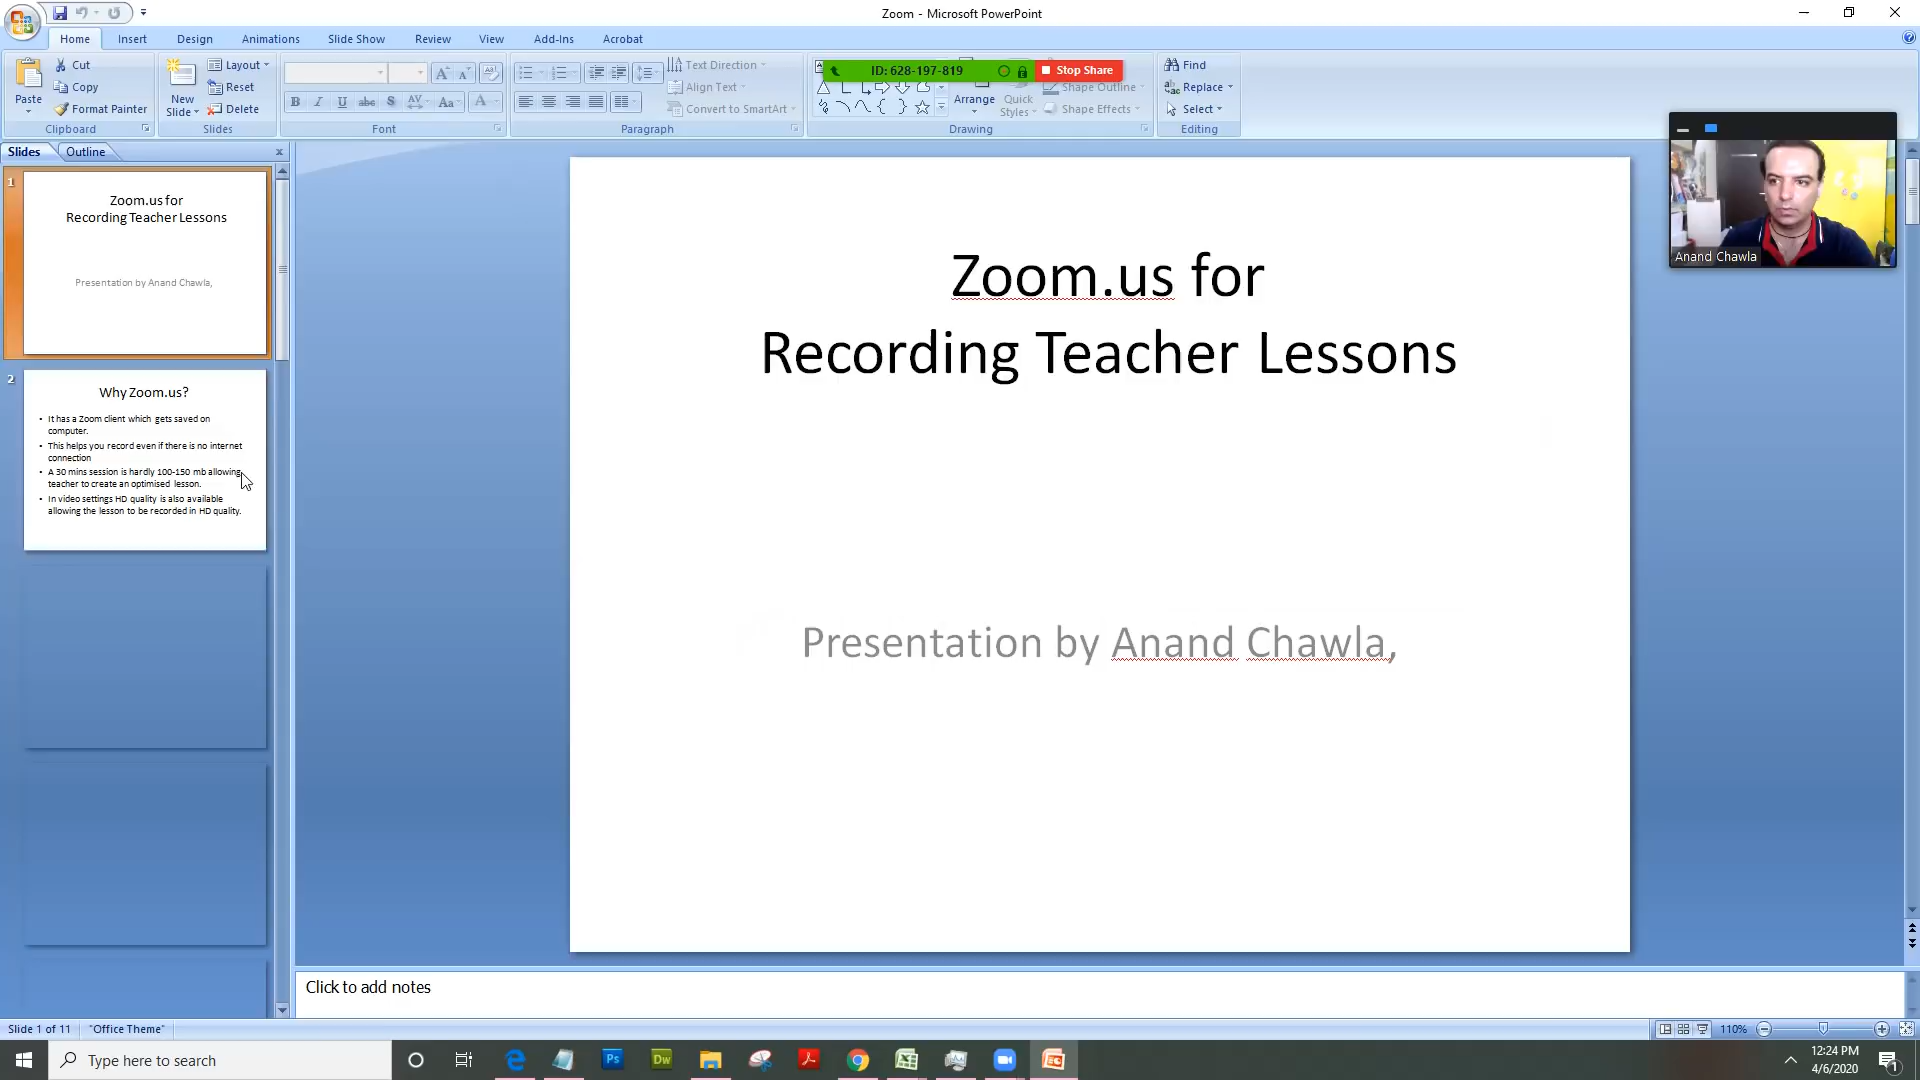 Zoom - Microsoft PowerPoint
Home Insert Design Animations Slide Show Review View Add-Ins Acrobat
Paste
Cut
Copy
Format Painter
Clipboard
New
Slide
Layout
Reset
Delete
Slides
B I U abc S AV Aa A
Font
Text Direction
Align Text
Convert to SmartArt
Paragraph
ID: 628-197-819
Stop Share
Arrange
Quick
Styles
Shape Outline
Shape Effects
Drawing
Find
Replace
Select
Editing
Slides Outline
1
Zoom.us for
Recording Teacher Lessons
Presentation by Anand Chawla,
2
Why Zoom.us?
• It has a Zoom client which gets saved on
computer.
• This helps you record even if there is no internet
connection
• A 30 mins session is hardly 100-150 mb allowing
teacher to create an optimised lesson.
• In video settings HD quality is also available
allowing the lesson to be recorded in HD quality.
Zoom.us for
Recording Teacher Lessons
Presentation by Anand Chawla,
Anand Chawla
Click to add notes
Slide 1 of 11 "Office Theme" 110%
Type here to search
Ps
Dw
12:24 PM
4/6/2020
1